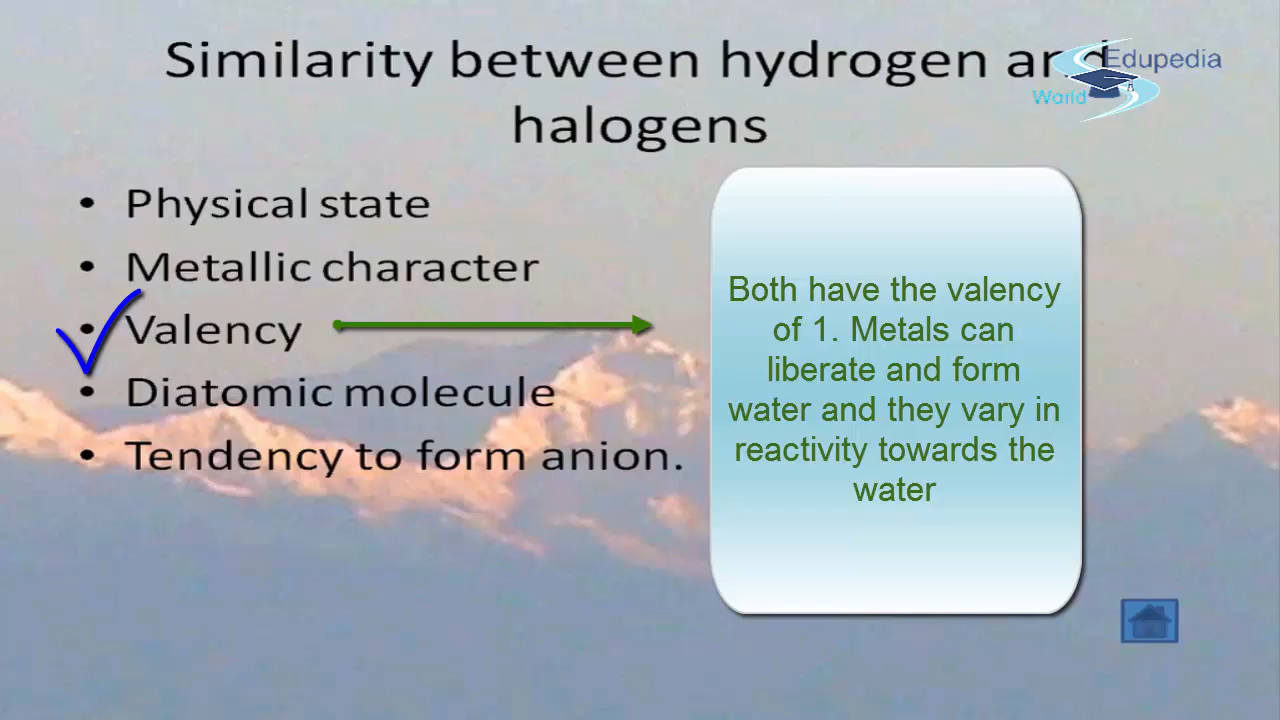 Similarity between hydrogen and
halogens
Edupedia
World
• Physical state
• Metallic character
• Valency
• Diatomic molecule
• Tendency to form anion.
Both have the valency
of 1. Metals can
liberate and form
water and they vary in
reactivity towards the
water